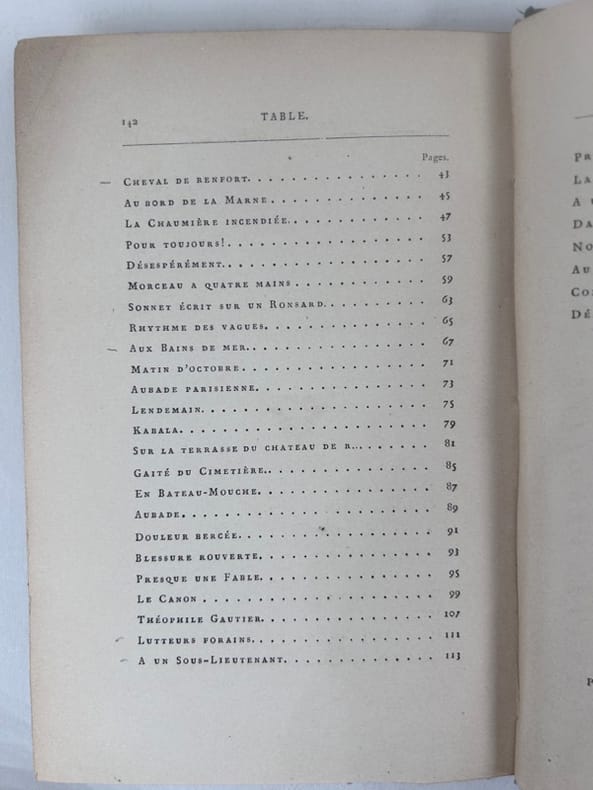 142 TABLE.
Pages.
CHEVAL DE RENFORT. . . . . . . . . . . . . . . . 43
AU BORD DE LA MARNE . . . . . . . . . . . . . . 45
LA CHAUMIÈRE INCENDIÉE. . . . . . . . . . . . . 47
POUR TOUJOURS! . . . . . . . . . . . . . . . . . 53
DÉSESPÉRÉMENT. . . . . . . . . . . . . . . . . . 57
MORCEAU A QUATRE MAINS . . . . . . . . . . . . 59
SONNET ÉCRIT SUR UN RONSARD. . . . . . . . . . 63
RHYTHME DES VAGUES. . . . . . . . . . . . . . . 65
AUX BAINS DE MER. . . . . . . . . . . . . . . . 67
MATIN D'OCTOBRE . . . . . . . . . . . . . . . . 71
AUBADE PARISIENNE. . . . . . . . . . . . . . . . 73
LENDEMAIN. . . . . . . . . . . . . . . . . . . . 75
KABALA. . . . . . . . . . . . . . . . . . . . . 79
SUR LA TERRASSE DU CHATEAU DE R... . . . . . . . 81
GAITÉ DU CIMETIÈRE. . . . . . . . . . . . . . . 85
EN BATEAU-MOUCHE. . . . . . . . . . . . . . . . 87
AUBADE. . . . . . . . . . . . . . . . . . . . . 89
DOULEUR BERCÉE. . . . . . . . . . . . . . . . . 91
BLESSURE ROUVERTE. . . . . . . . . . . . . . . . 93
PRESQUE UNE FABLE. . . . . . . . . . . . . . . . 95
LE CANON . . . . . . . . . . . . . . . . . . . . 99
THÉOPHILE GAUTIER. . . . . . . . . . . . . . . . 107
LUTTEURS FORAINS. . . . . . . . . . . . . . . . 111
A UN SOUS-LIEUTENANT. . . . . . . . . . . . . . 113